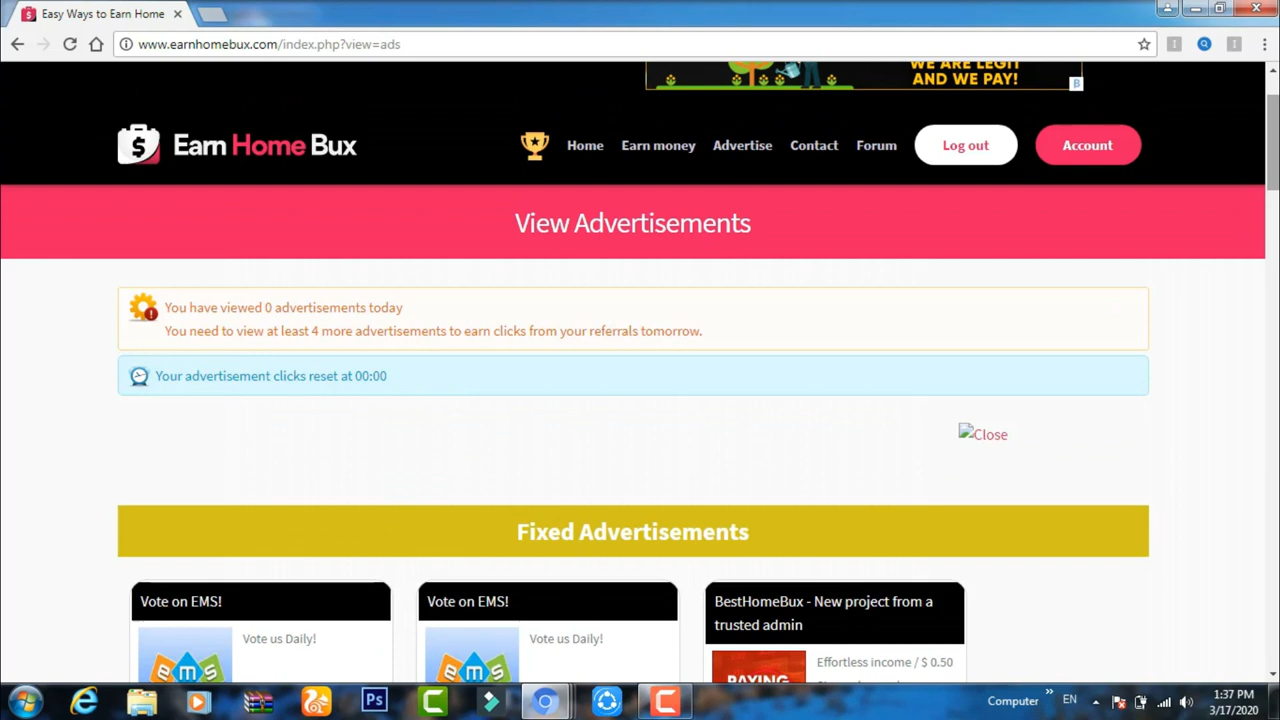 Easy Ways to Earn Home
www.earnhomebux.com/index.php?view=ads
WE ARE LEGIT
AND WE PAY!
B
Earn Home Bux
Home
Earn money
Advertise
Contact
Forum
Log out
Account
View Advertisements
You have viewed 0 advertisements today
You need to view at least 4 more advertisements to earn clicks from your referrals tomorrow.
Your advertisement clicks reset at 00:00
Close
Fixed Advertisements
Vote on EMS!
Vote us Daily!
ems
Vote on EMS!
Vote us Daily!
ems
BestHomeBux - New project from a
trusted admin
Effortless income / $ 0.50
PAYING
Ps
Computer
EN
1:37 PM
3/17/2020